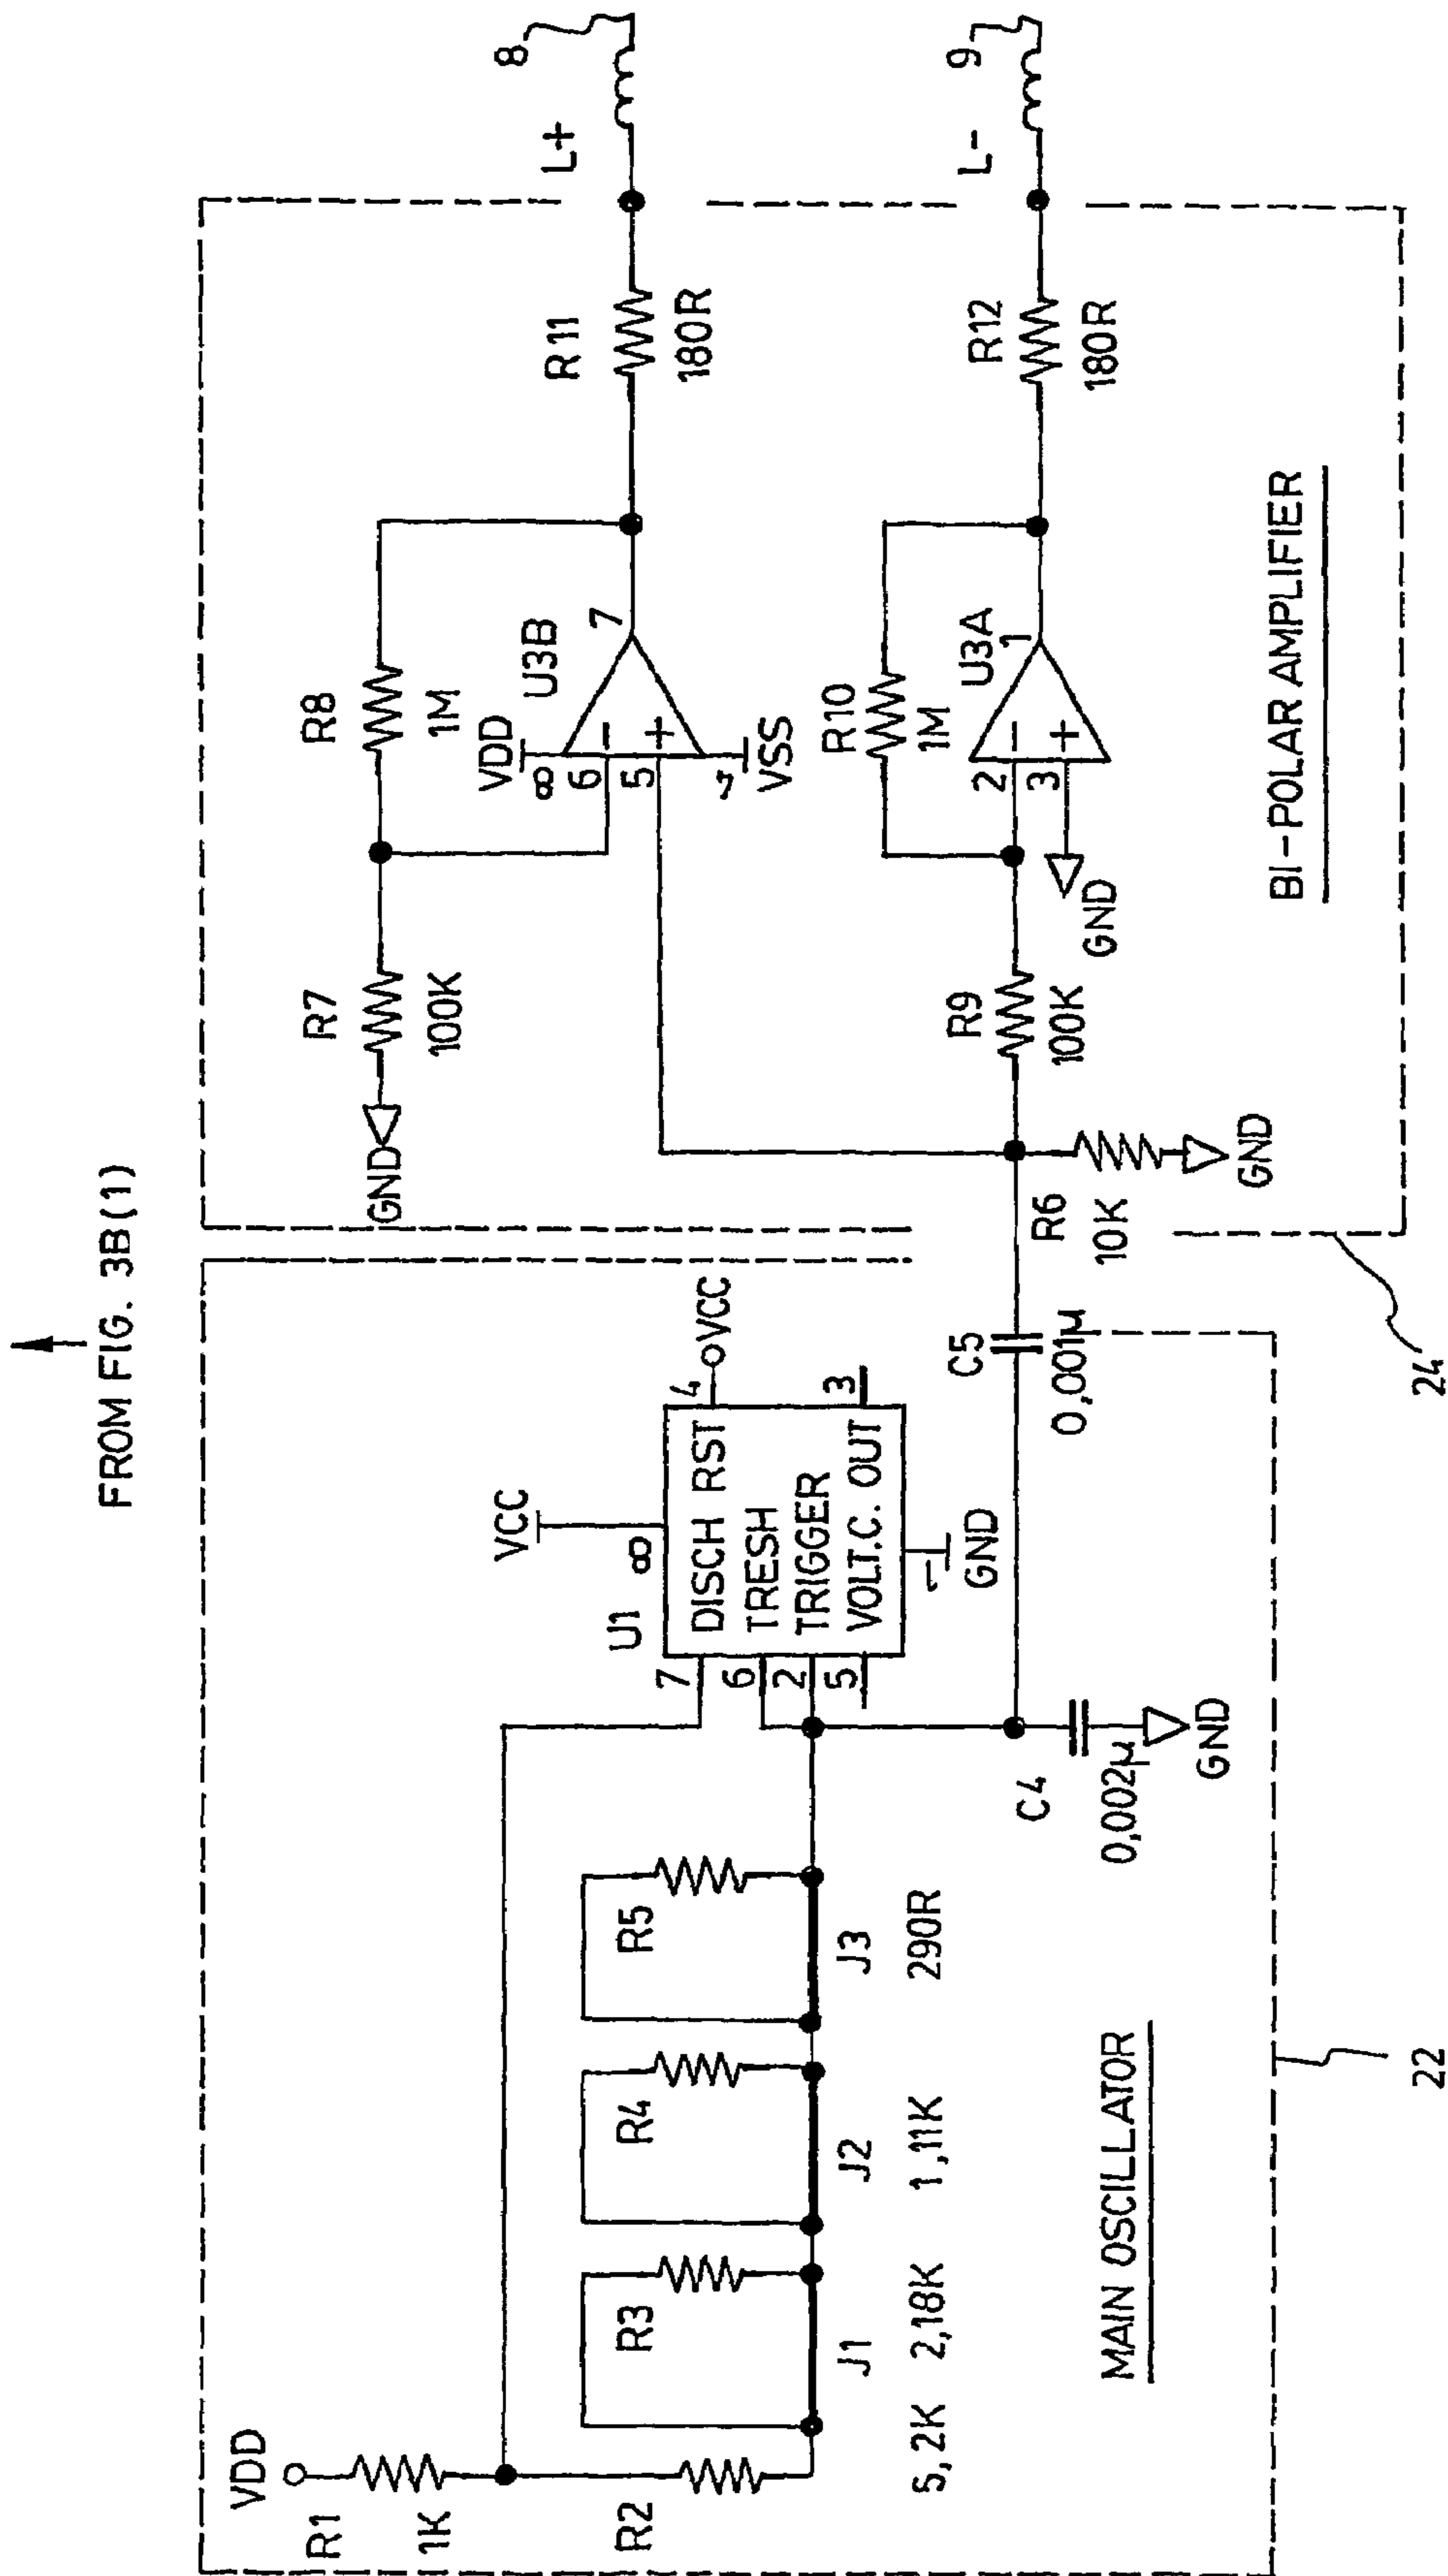 FROM FIG. 3B(1)
VDD
R1
1K
R2
R3
R4
R5
J1
J2
J3
2,18K
1,11K
290R
MAIN OSCILLATOR
22
VCC
U1
8
7
6
2
5
DISCH RST
TRESH
TRIGGER
VOLT.C. OUT
4
VCC
3
GND
C4
0,002μ
GND
C5
0,001μ
R6
10K
GND
GND
R7
100K
R8
1M
VDD
8
6
5
U3B
7
VSS
R9
100K
GND
R10
1M
2
3
U3A
1
R11
180R
R12
180R
L+
8
L-
9
BI-POLAR AMPLIFIER
24